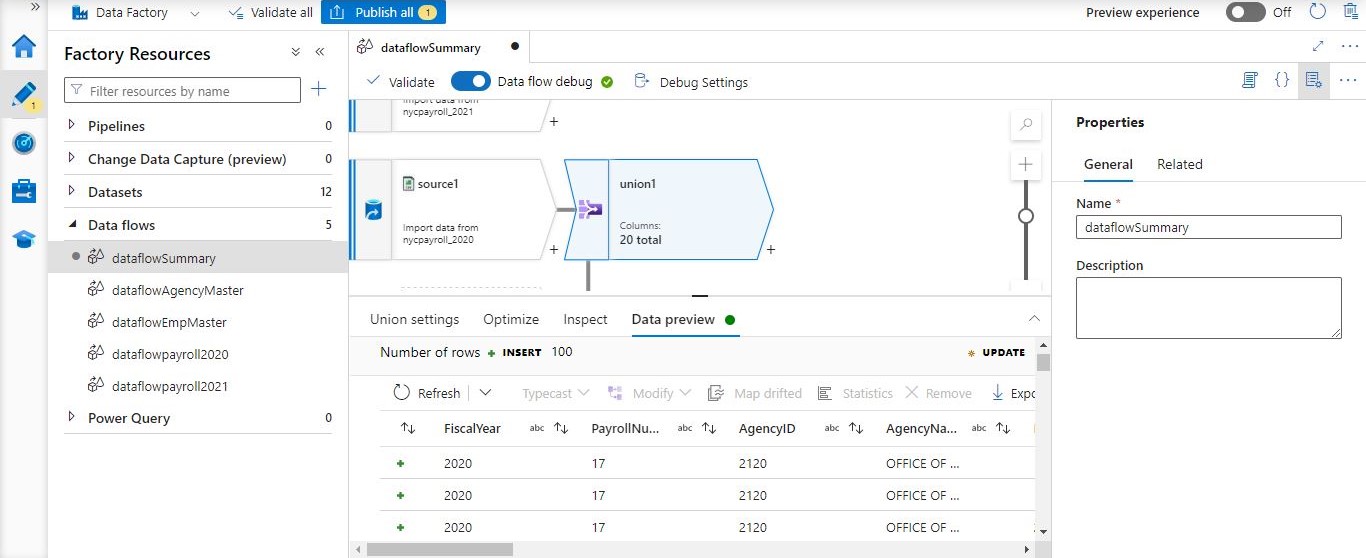 Data Factory
Validate all
Publish all 1
Preview experience Off
1
Factory Resources
Filter resources by name
Pipelines 0
Change Data Capture (preview) 0
Datasets 12
Data flows 5
dataflowSummary
dataflowAgencyMaster
dataflowEmpMaster
dataflowpayroll2020
dataflowpayroll2021
Power Query 0
dataflowSummary
Validate Data flow debug Debug Settings
Import data from
nycpayroll_2021
source1
Import data from
nycpayroll_2020
union1
Columns:
20 total
Union settings Optimize Inspect Data preview
Number of rows + INSERT 100 UPDATE
Refresh Typecast Modify Map drifted Statistics Remove Expo
FiscalYear abc PayrollNu... abc AgencyID abc AgencyNa... abc
+ 2020 17 2120 OFFICE OF ...
+ 2020 17 2120 OFFICE OF ...
+ 2020 17 2120 OFFICE OF ...
Properties
General Related
Name *
dataflowSummary
Description